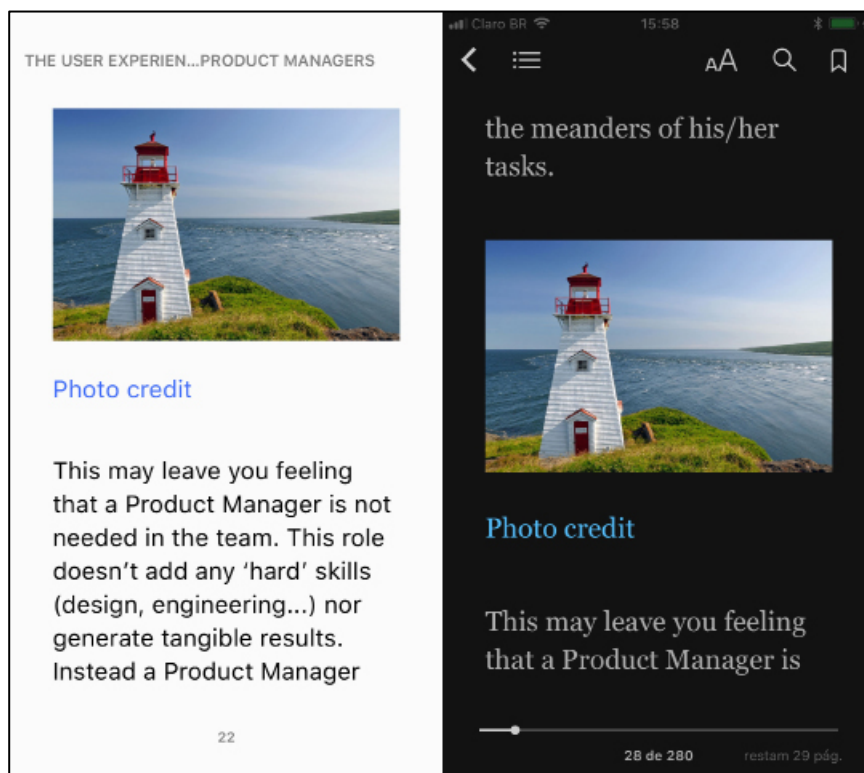 THE USER EXPERIEN...PRODUCT MANAGERS
Photo credit
This may leave you feeling
that a Product Manager is not
needed in the team. This role
doesn’t add any ‘hard’ skills
(design, engineering...) nor
generate tangible results.
Instead a Product Manager
22
Claro BR
15:58
AA
the meanders of his/her
tasks.
Photo credit
This may leave you feeling
that a Product Manager is
28 de 280
restam 29 pág.